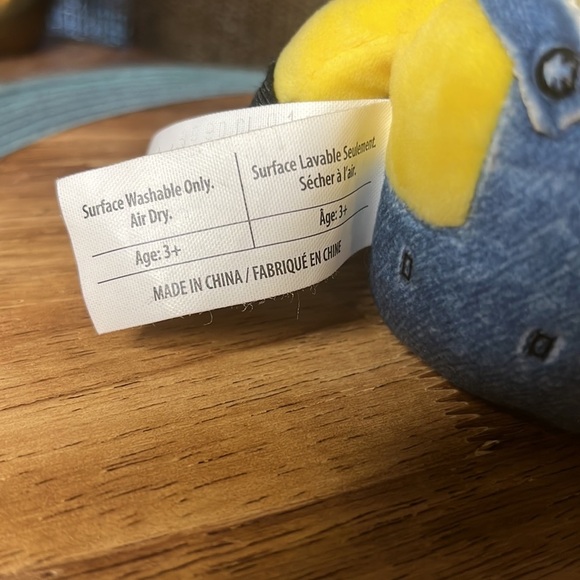 Surface Washable Only.
Air Dry.
Surface Lavable Seulement.
Sécher à l'air.
Age: 3+
Âge: 3+
MADE IN CHINA / FABRIQUÉ EN CHINE